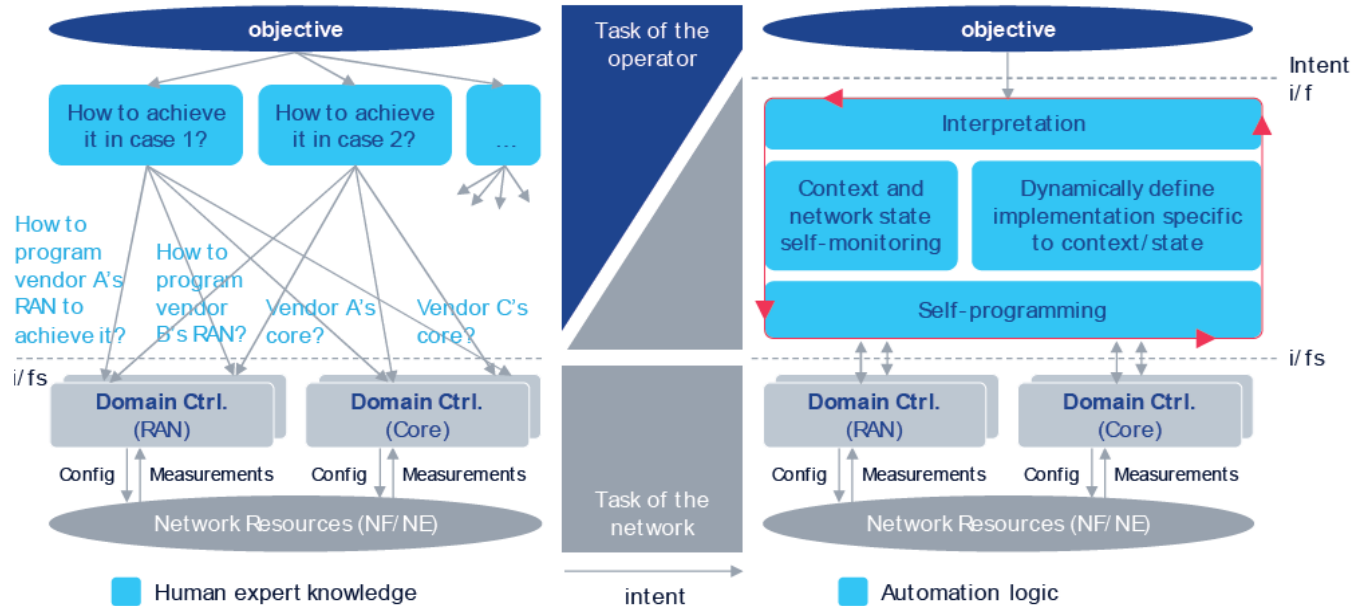 objective
How to achieve
it in case 1?
How to achieve
it in case 2?
...
How to
program
vendor A's
RAN to
achieve it?
How to
program
vendor
B's RAN?
Vendor A's
core?
Vendor C's
core?
i/fs
Domain Ctrl.
(RAN)
Domain Ctrl.
(Core)
Config
Measurements
Config
Measurements
Network Resources (NF/NE)
Human expert knowledge
Task of the
operator
Task of the
network
intent
objective
Intent
i/f
Interpretation
Context and
network state
self-monitoring
Dynamically define
implementation specific
to context/state
Self-programming
i/fs
Domain Ctrl.
(RAN)
Domain Ctrl.
(Core)
Config
Measurements
Config
Measurements
Network Resources (NF/NE)
Automation logic